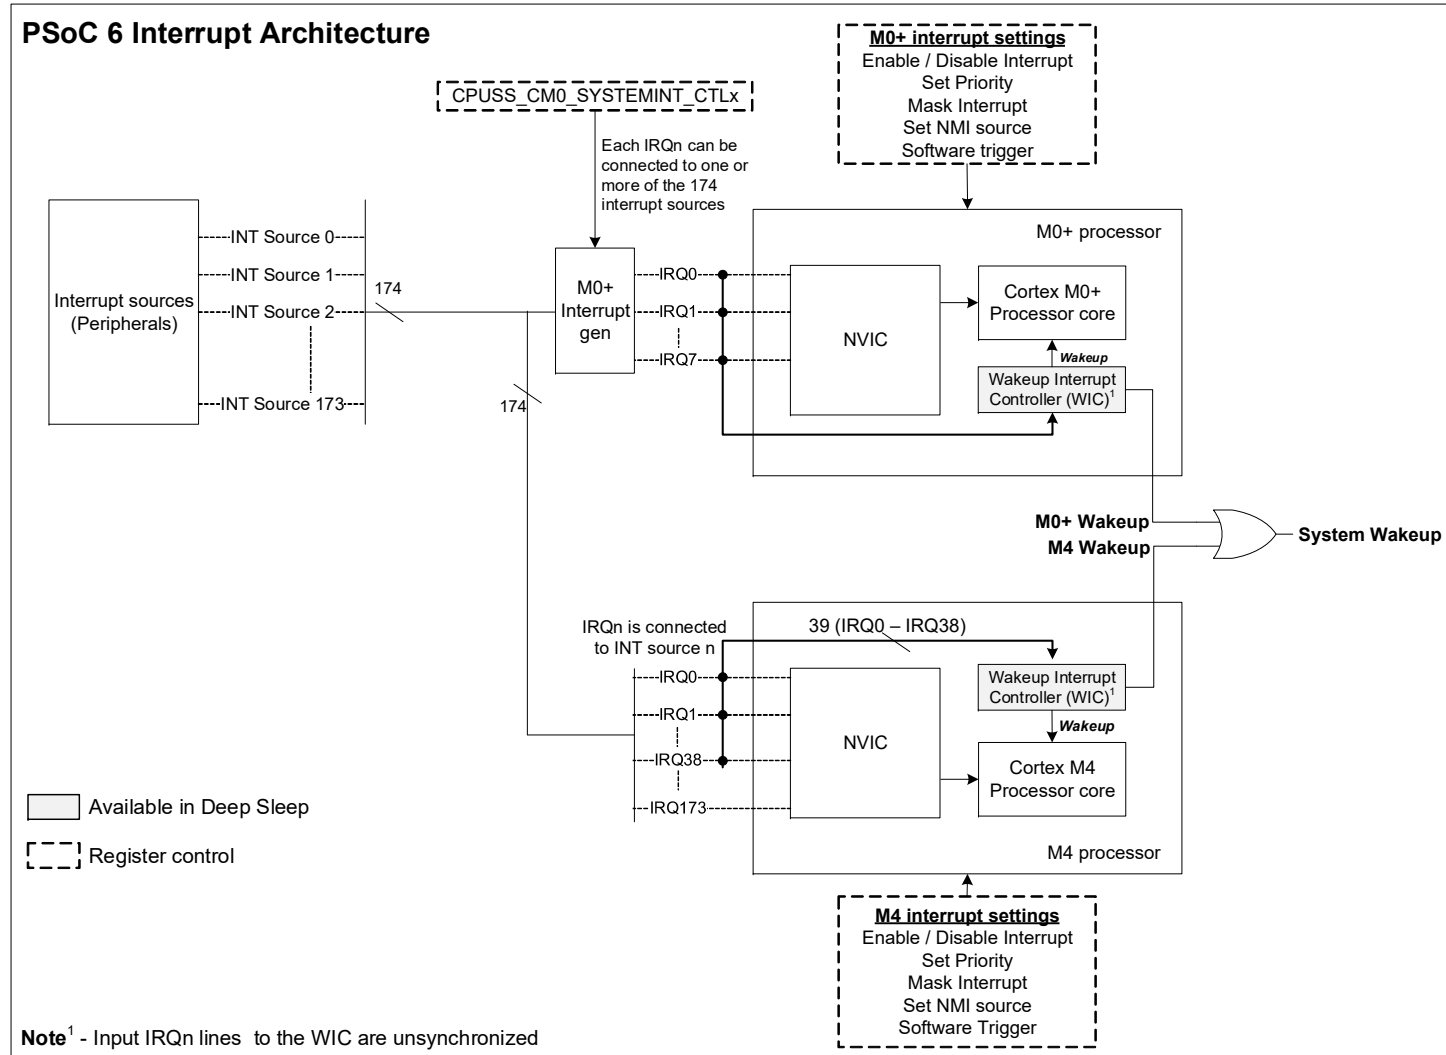 PSoC 6 Interrupt Architecture
M0+ interrupt settings
Enable / Disable Interrupt
Set Priority
Mask Interrupt
Set NMI source
Software trigger
CPUSS_CM0_SYSTEMINT_CTLx
Each IRQn can be
connected to one or
more of the 174
interrupt sources
Interrupt sources
(Peripherals)
INT Source 0
INT Source 1
INT Source 2
INT Source 173
174
174
M0+
Interrupt
gen
IRQ0
IRQ1
IRQ7
M0+ processor
NVIC
Cortex M0+
Processor core
Wakeup
Wakeup Interrupt
Controller (WIC)1
M0+ Wakeup
M4 Wakeup
System Wakeup
IRQn is connected
to INT source n
39 (IRQ0 – IRQ38)
IRQ0
IRQ1
IRQ38
IRQ173
NVIC
Wakeup Interrupt
Controller (WIC)1
Wakeup
Cortex M4
Processor core
M4 processor
Available in Deep Sleep
Register control
M4 interrupt settings
Enable / Disable Interrupt
Set Priority
Mask Interrupt
Set NMI source
Software Trigger
Note1 - Input IRQn lines to the WIC are unsynchronized